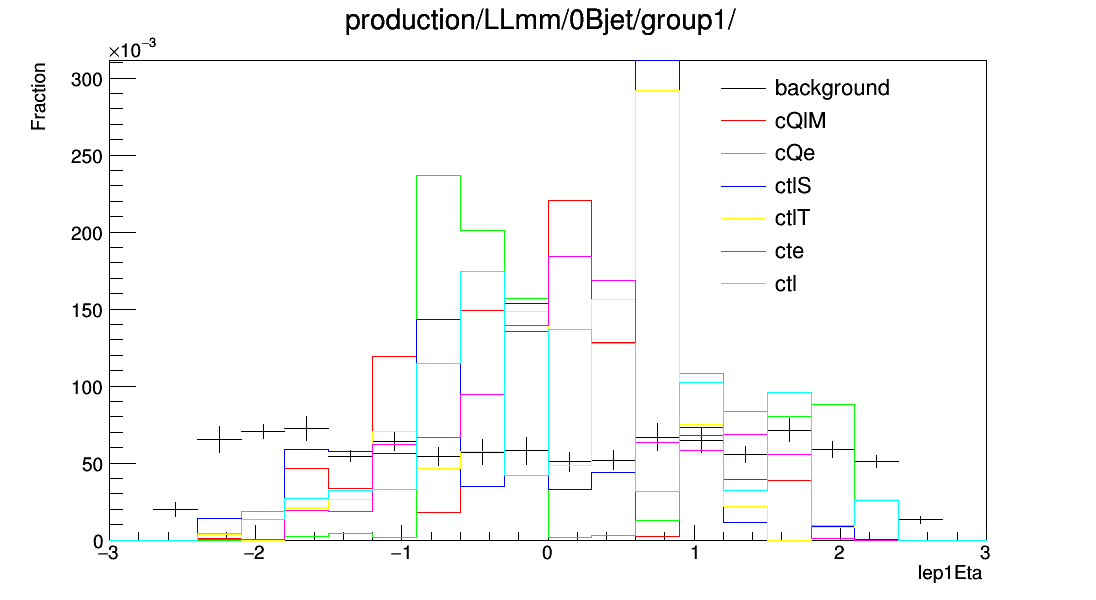 production/LLmm/0Bjet/group1/
×10⁻³
Fraction
300
250
200
150
100
50
0
background
cQlM
cQe
ctlS
ctlT
cte
ctl
−3 −2 −1 0 1 2 3
lep1Eta